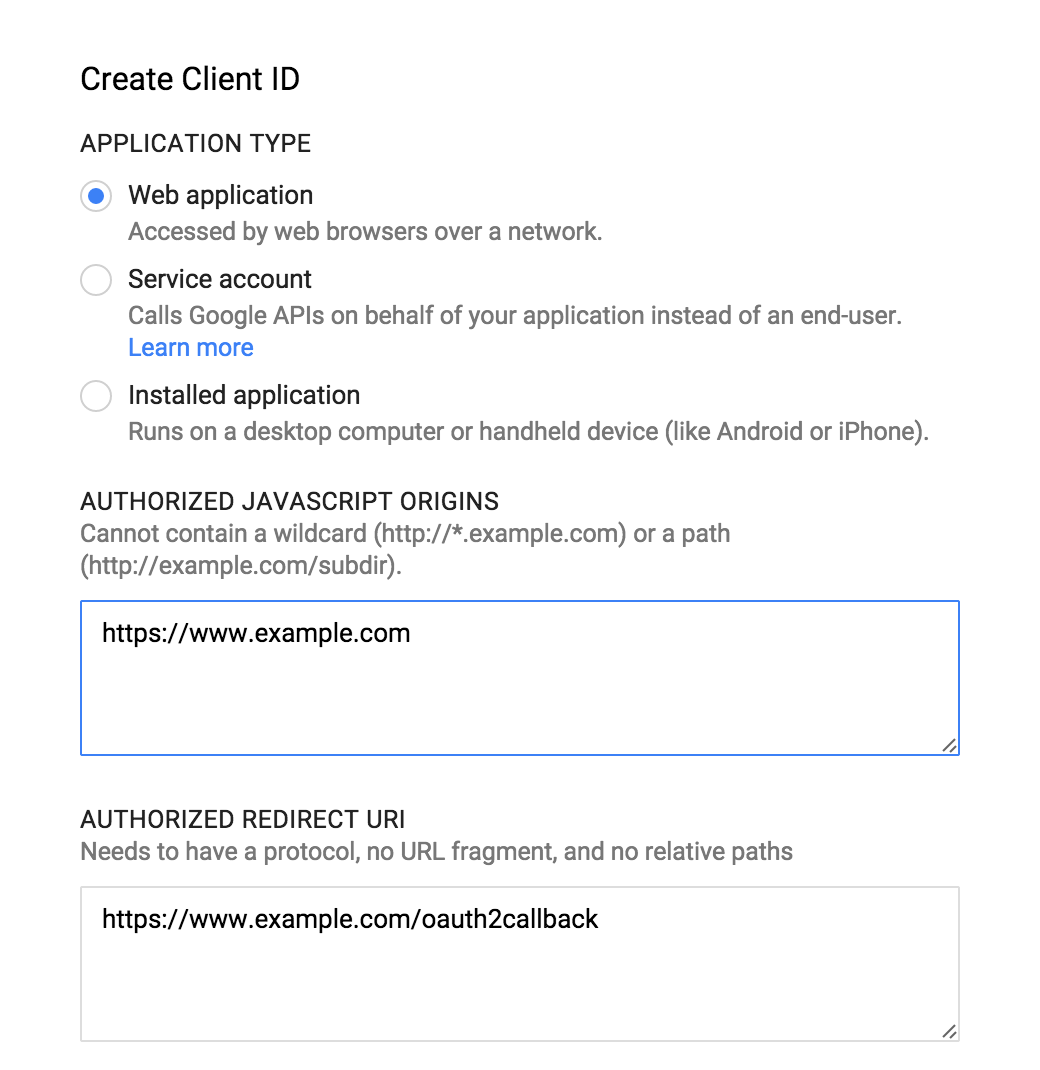 Create Client ID
APPLICATION TYPE
Web application
Accessed by web browsers over a network.
Service account
Calls Google APIs on behalf of your application instead of an end-user.
Learn more
Installed application
Runs on a desktop computer or handheld device (like Android or iPhone).
AUTHORIZED JAVASCRIPT ORIGINS
Cannot contain a wildcard (http://*.example.com) or a path
(http://example.com/subdir).
https://www.example.com
AUTHORIZED REDIRECT URI
Needs to have a protocol, no URL fragment, and no relative paths
https://www.example.com/oauth2callback